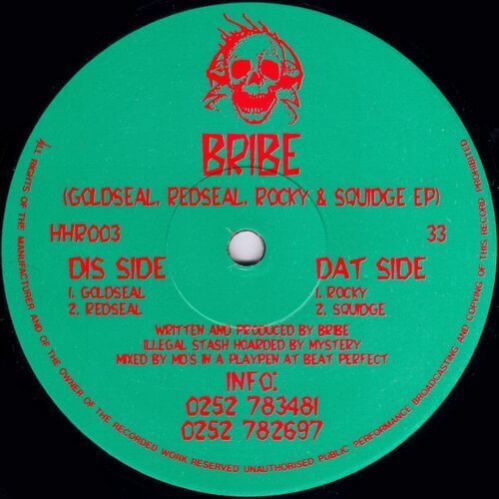 BRIBE
(GOLDSEAL, REDSEAL, ROCKY & SQUIDGE EP)
HHR003
33
DIS SIDE
1. GOLDSEAL
2. REDSEAL
DAT SIDE
1. ROCKY
2. SQUIDGE
WRITTEN AND PRODUCED BY BRIBE
ILLEGAL STASH HOARDED BY MYSTERY
MIXED BY MD'S IN A PLAYPEN AT BEAT PERFECT
INFO:
0252 783481
0252 782697
ALL RIGHTS OF THE MANUFACTURER AND OF THE OWNER OF THE RECORDED WORK RESERVED UNAUTHORISED PUBLIC PERFORMANCE BROADCASTING AND COPYING OF THIS RECORD PROHIBITED